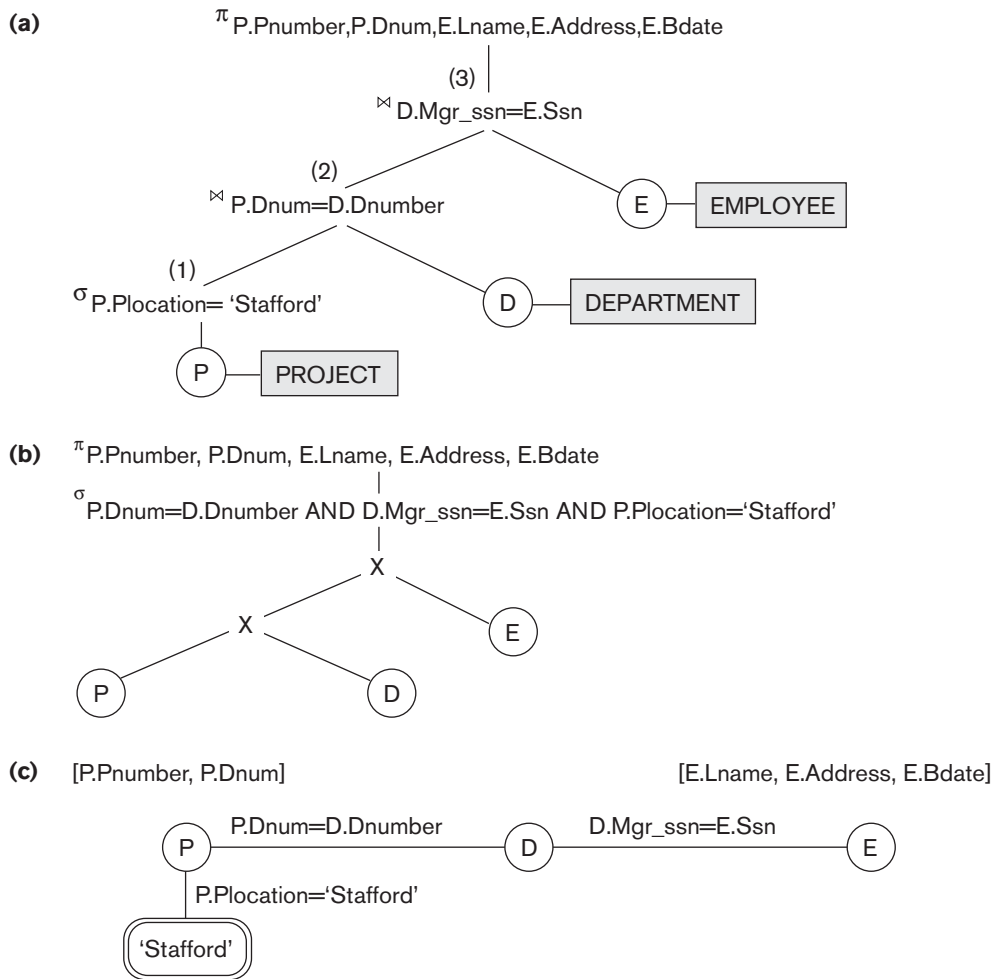 (a)
π P.Pnumber,P.Dnum,E.Lname,E.Address,E.Bdate
(3)
⋈ D.Mgr_ssn=E.Ssn
(2)
⋈ P.Dnum=D.Dnumber
E
EMPLOYEE
(1)
σ P.Plocation= ‘Stafford’
D
DEPARTMENT
P
PROJECT
(b)
π P.Pnumber, P.Dnum, E.Lname, E.Address, E.Bdate
σ P.Dnum=D.Dnumber AND D.Mgr_ssn=E.Ssn AND P.Plocation=‘Stafford’
X
X
E
P
D
(c)
[P.Pnumber, P.Dnum]
[E.Lname, E.Address, E.Bdate]
P.Dnum=D.Dnumber
D.Mgr_ssn=E.Ssn
P
D
E
P.Plocation=‘Stafford’
‘Stafford’